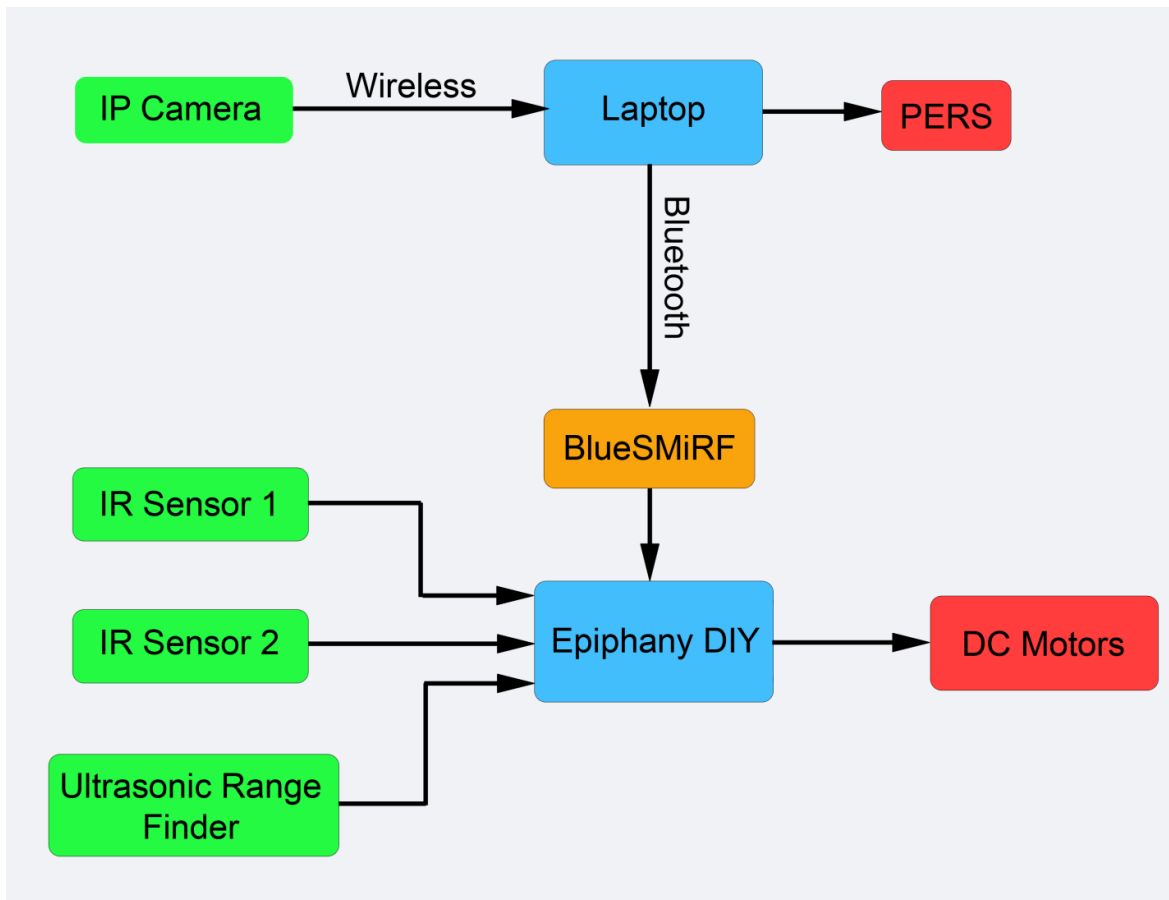 IP Camera
Wireless
Laptop
PERS
Bluetooth
BlueSMiRF
IR Sensor 1
IR Sensor 2
Epiphany DIY
DC Motors
Ultrasonic Range
Finder